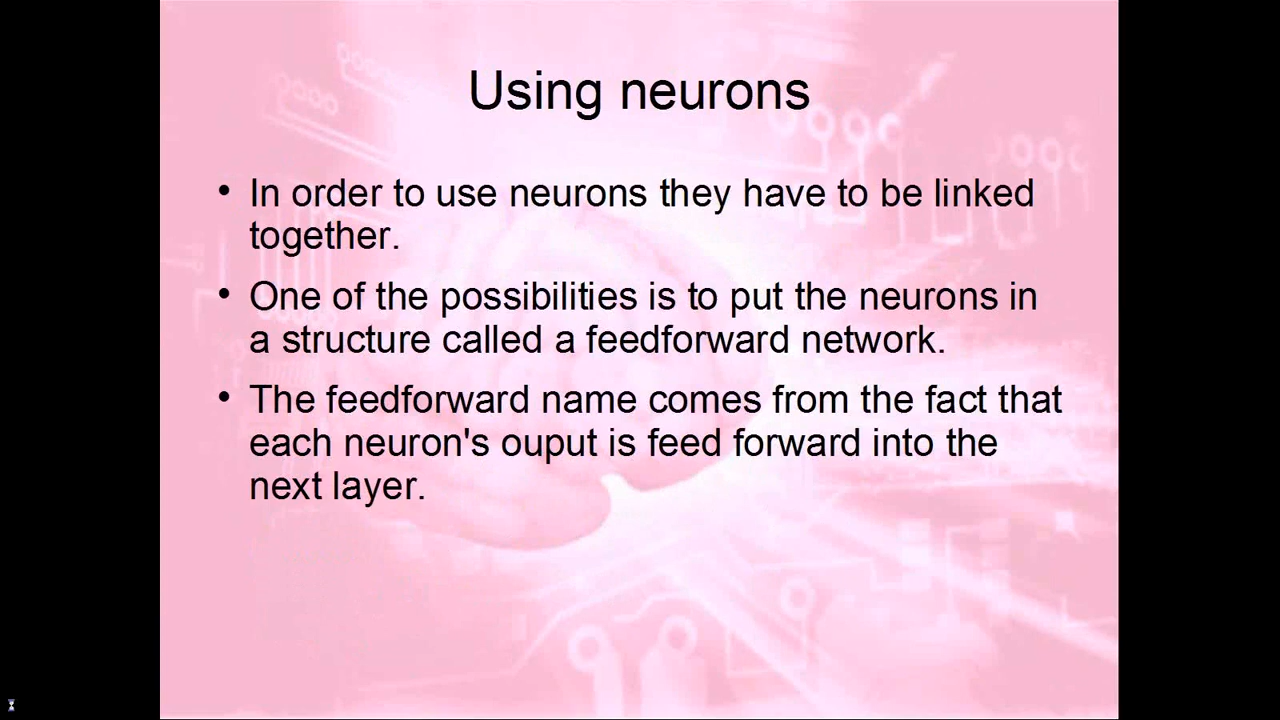 Using neurons
• In order to use neurons they have to be linked
together.
• One of the possibilities is to put the neurons in
a structure called a feedforward network.
• The feedforward name comes from the fact that
each neuron's ouput is feed forward into the
next layer.